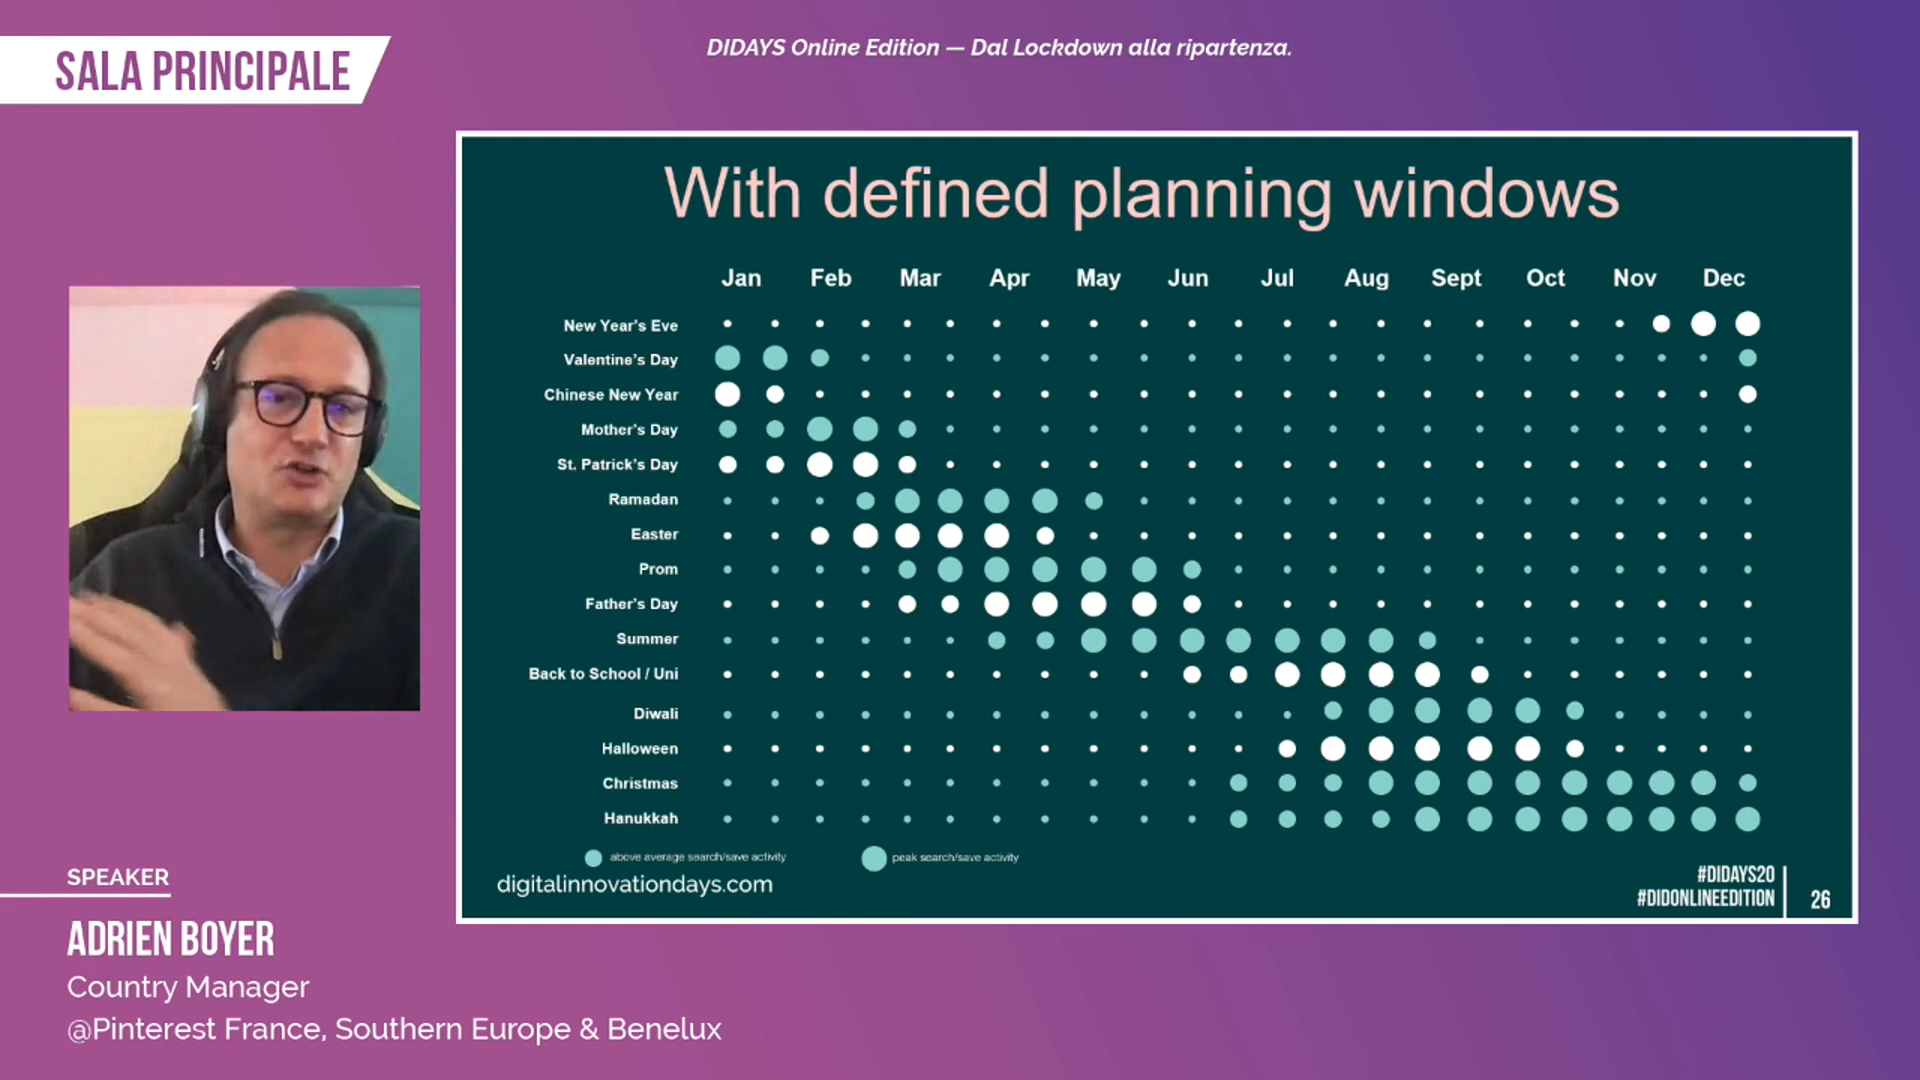 SALA PRINCIPALE
DIDAYS Online Edition — Dal Lockdown alla ripartenza.
With defined planning windows
Jan Feb Mar Apr May Jun Jul Aug Sept Oct Nov Dec
New Year's Eve
Valentine's Day
Chinese New Year
Mother's Day
St. Patrick's Day
Ramadan
Easter
Prom
Father's Day
Summer
Back to School / Uni
Diwali
Halloween
Christmas
Hanukkah
above average search/save activity
peak search/save activity
digitalinnovationdays.com
#DIDAYS20
#DIDONLINEEDITION
26
SPEAKER
ADRIEN BOYER
Country Manager
@Pinterest France, Southern Europe & Benelux